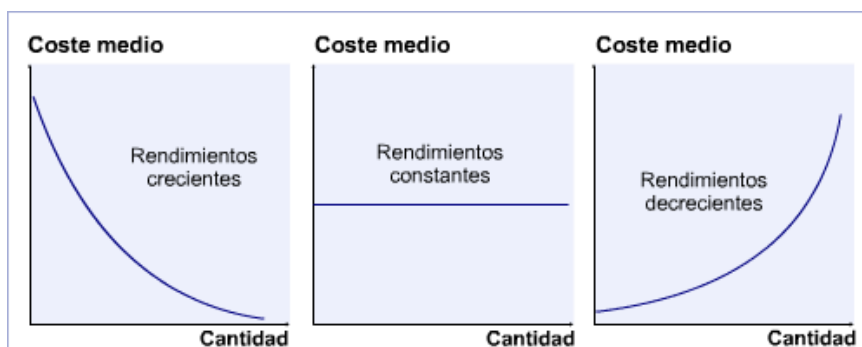 Coste medio
Rendimientos
crecientes
Cantidad
Coste medio
Rendimientos
constantes
Cantidad
Coste medio
Rendimientos
decrecientes
Cantidad